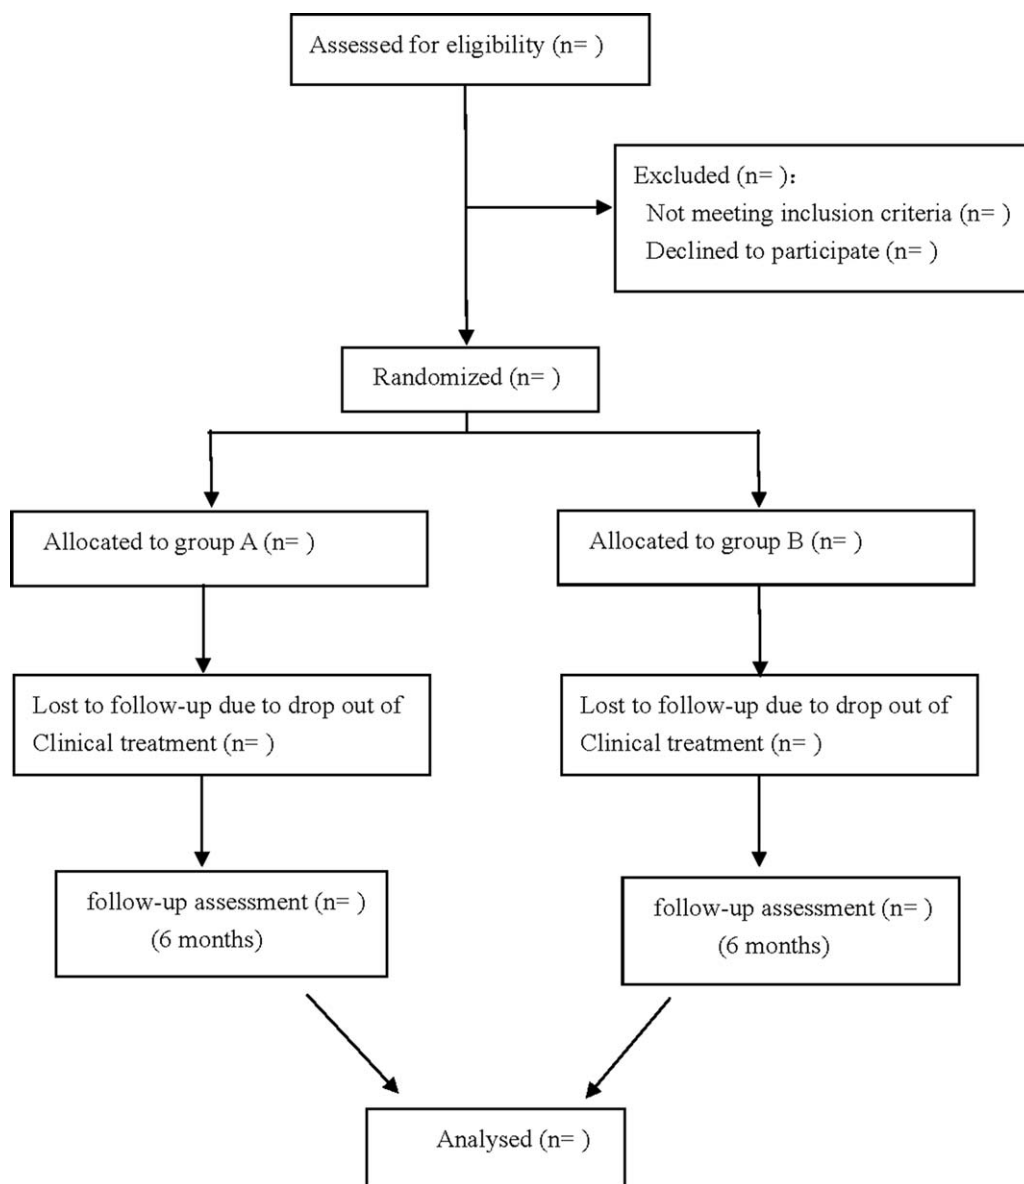 Assessed for eligibility (n= )
Excluded (n= )：
Not meeting inclusion criteria (n= )
Declined to participate (n= )
Randomized (n= )
Allocated to group A (n= )
Allocated to group B (n= )
Lost to follow-up due to drop out of
Clinical treatment (n= )
Lost to follow-up due to drop out of
Clinical treatment (n= )
follow-up assessment (n= )
(6 months)
follow-up assessment (n= )
(6 months)
Analysed (n= )